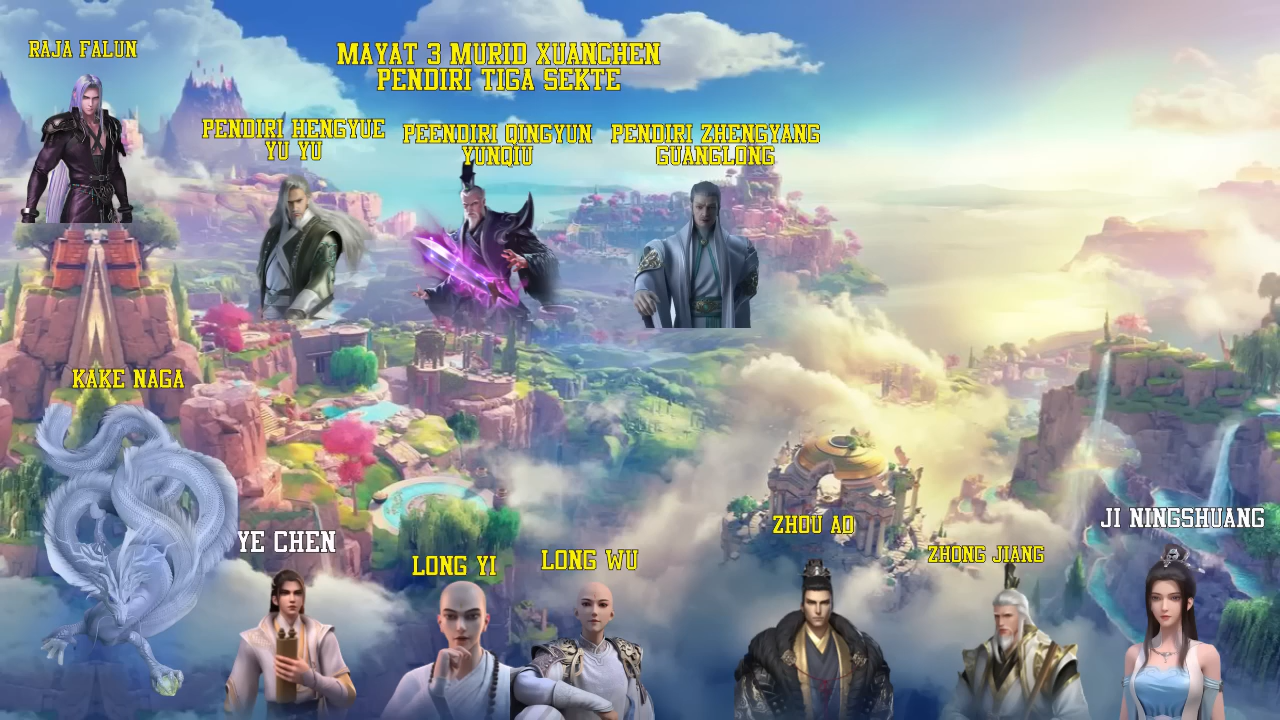 RAJA FALUN
MAYAT 3 MURID XUANCHEN
PENDIRI TIGA SEKTE
PENDIRI HENGYUE
YU YU
PEENDIRI QINGYUN
YUNQIU
PENDIRI ZHENGYANG
GUANGLONG
KAKE NAGA
YE CHEN
LONG YI
LONG WU
ZHOU AO
ZHONG JIANG
JI NINGSHUANG